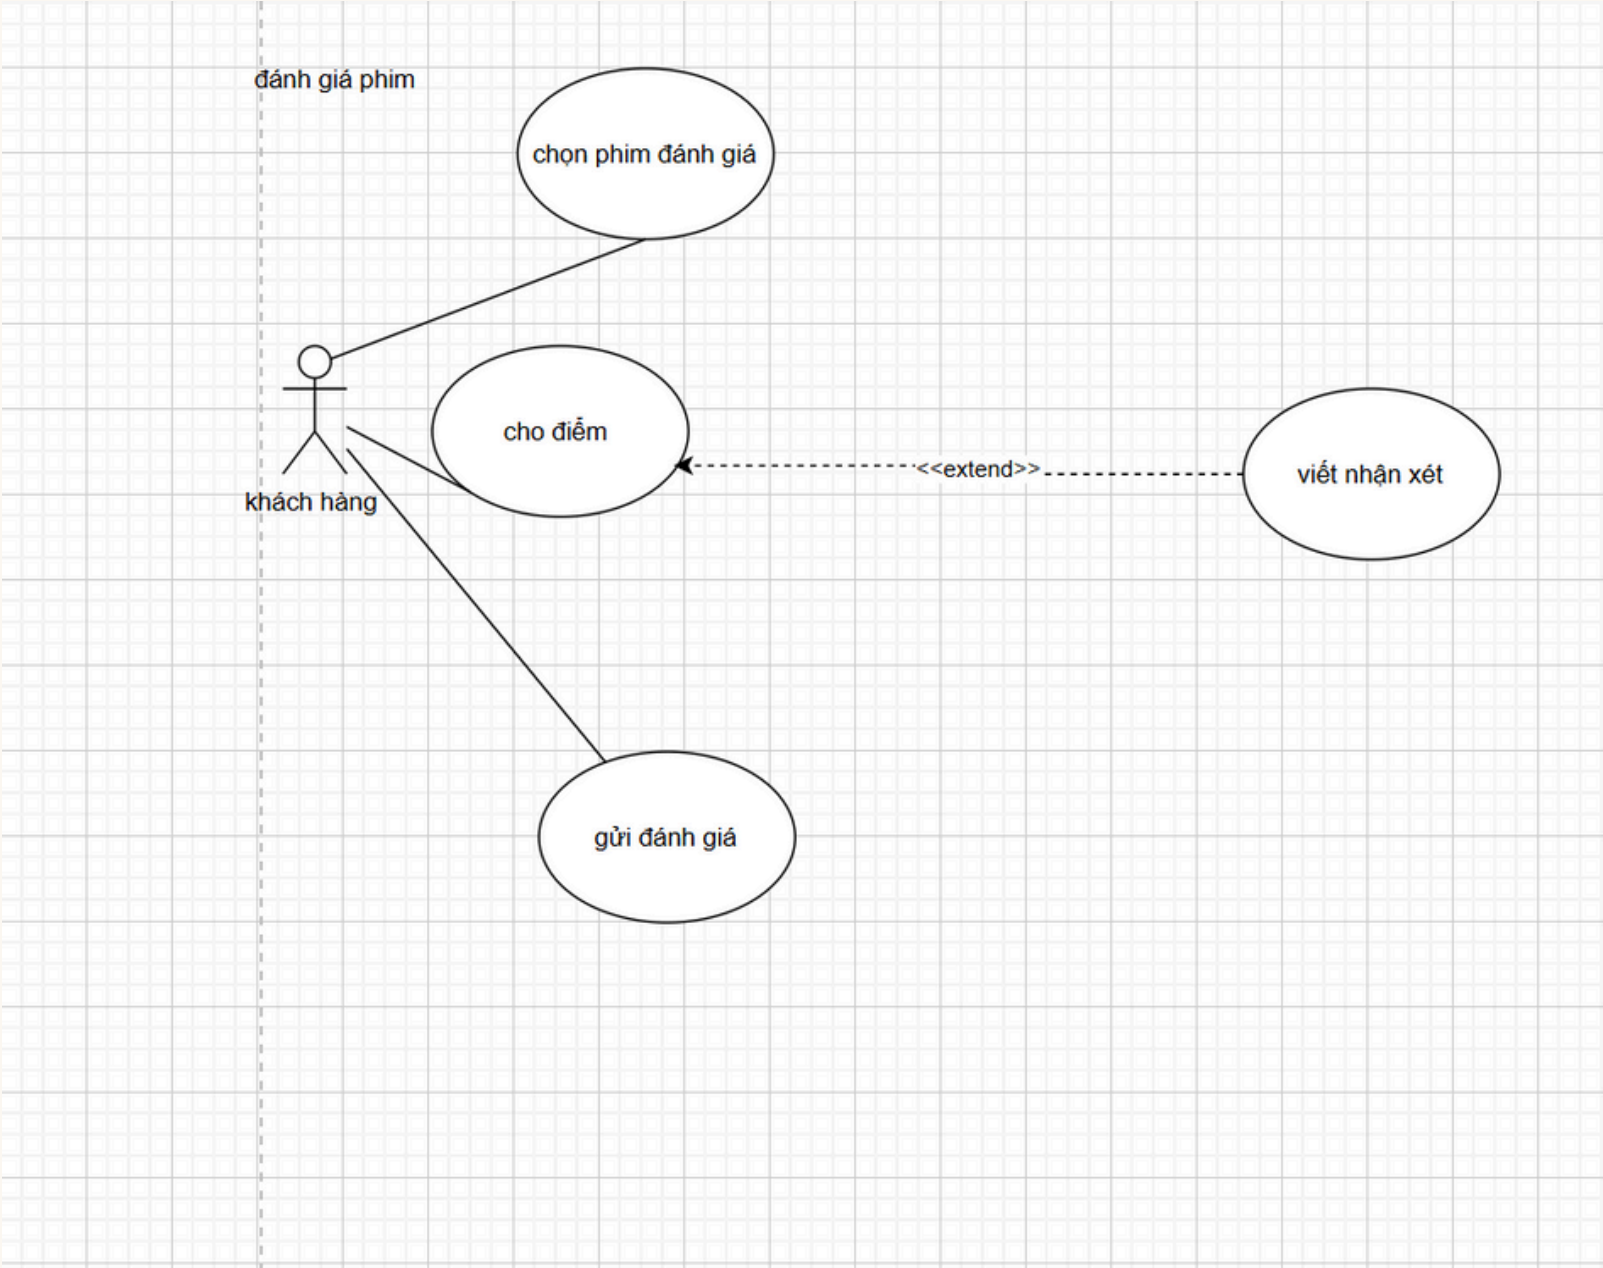 đánh giá phim
chọn phim đánh giá
cho điểm
<<extend>>
viết nhận xét
khách hàng
gửi đánh giá